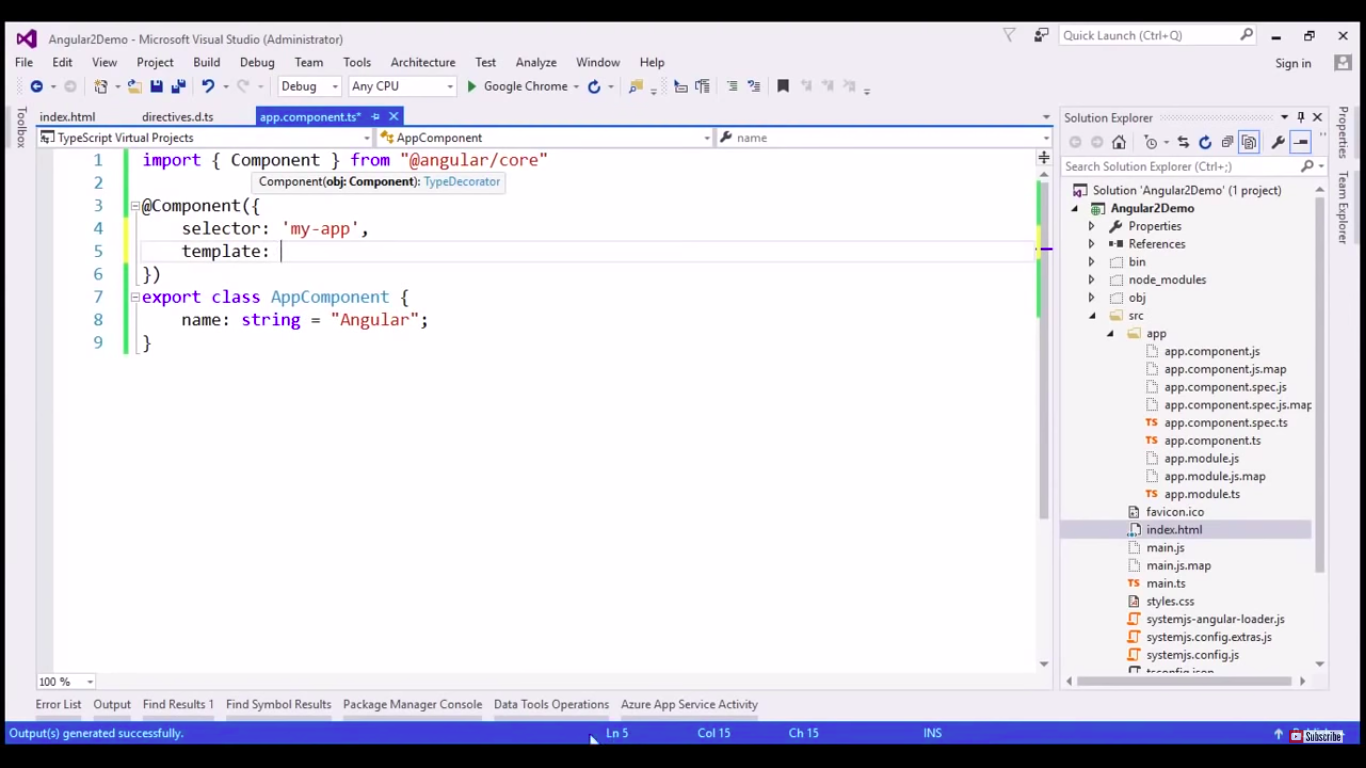 Angular2Demo - Microsoft Visual Studio (Administrator)
Quick Launch (Ctrl+Q)
File Edit View Project Build Debug Team Tools Architecture Test Analyze Window Help
Sign in
Debug Any CPU Google Chrome
index.html directives.d.ts app.component.ts*
TypeScript Virtual Projects AppComponent name
1 import { Component } from "@angular/core"
2 Component(obj: Component): TypeDecorator
3 @Component({
4 selector: 'my-app',
5 template:
6 })
7 export class AppComponent {
8 name: string = "Angular";
9 }
100 %
Toolbox
Solution Explorer
Search Solution Explorer (Ctrl+;)
Solution 'Angular2Demo' (1 project)
Angular2Demo
Properties
References
bin
node_modules
obj
src
app
app.component.js
app.component.js.map
app.component.spec.js
app.component.spec.js.map
app.component.spec.ts
app.component.ts
app.module.js
app.module.js.map
app.module.ts
favicon.ico
index.html
main.js
main.js.map
main.ts
styles.css
systemjs-angular-loader.js
systemjs.config.extras.js
systemjs.config.js
Properties
Team Explorer
Error List Output Find Results 1 Find Symbol Results Package Manager Console Data Tools Operations Azure App Service Activity
Output(s) generated successfully. Ln 5 Col 15 Ch 15 INS
Subscribe